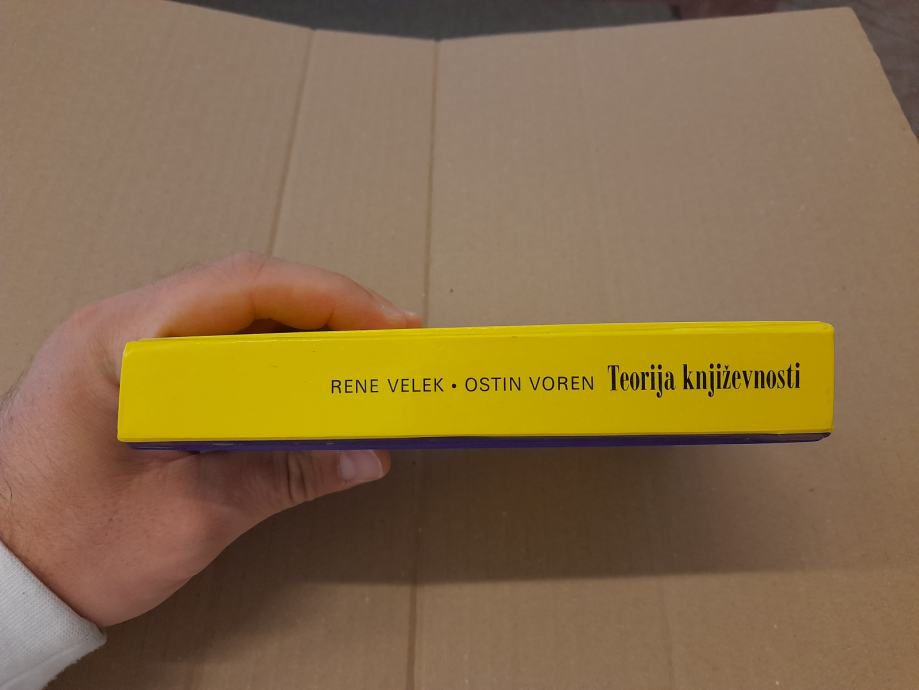 RENE VELEK • OSTIN VOREN Teorija književnosti